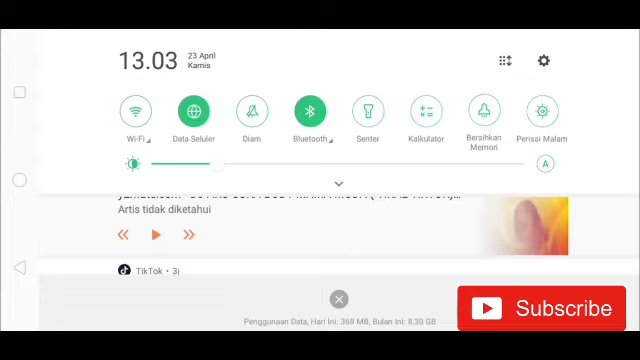 13.03
23 April
Kamis
Wi-Fi
Data Seluler
Diam
Bluetooth
Senter
Kalkulator
Bersihkan
Memori
Perisai Malam
A
Artis tidak diketahui
TikTok • 3j
Penggunaan Data, Hari Ini: 368 MB, Bulan Ini: 8,30 GB
Subscribe